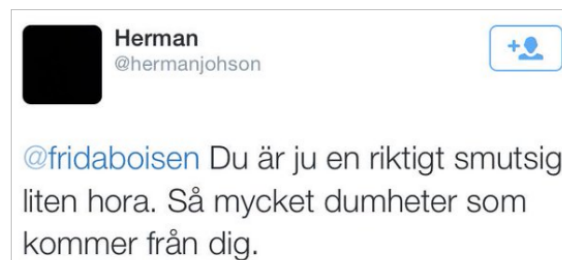 Herman
@hermanjohson
@fridaboisen Du är ju en riktigt smutsig
liten hora. Så mycket dumheter som
kommer från dig.